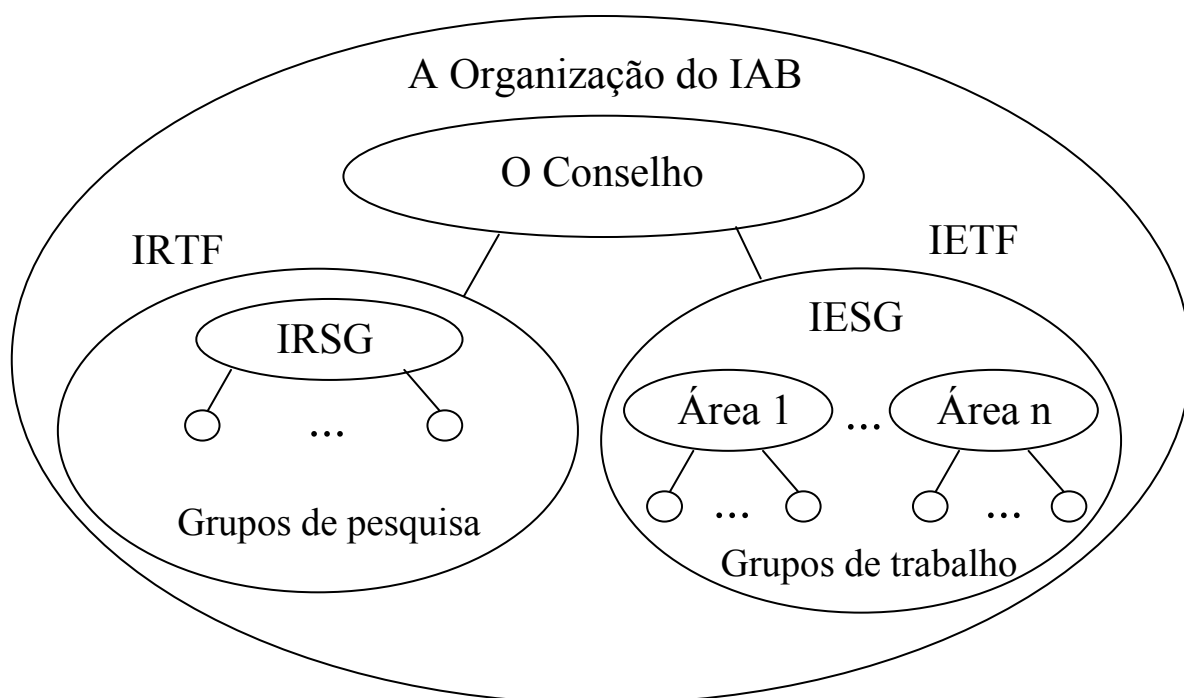 A Organização do IAB
O Conselho
IRTF
IETF
IRSG
...
Grupos de pesquisa
IESG
Área 1
...
Área n
...
...
Grupos de trabalho